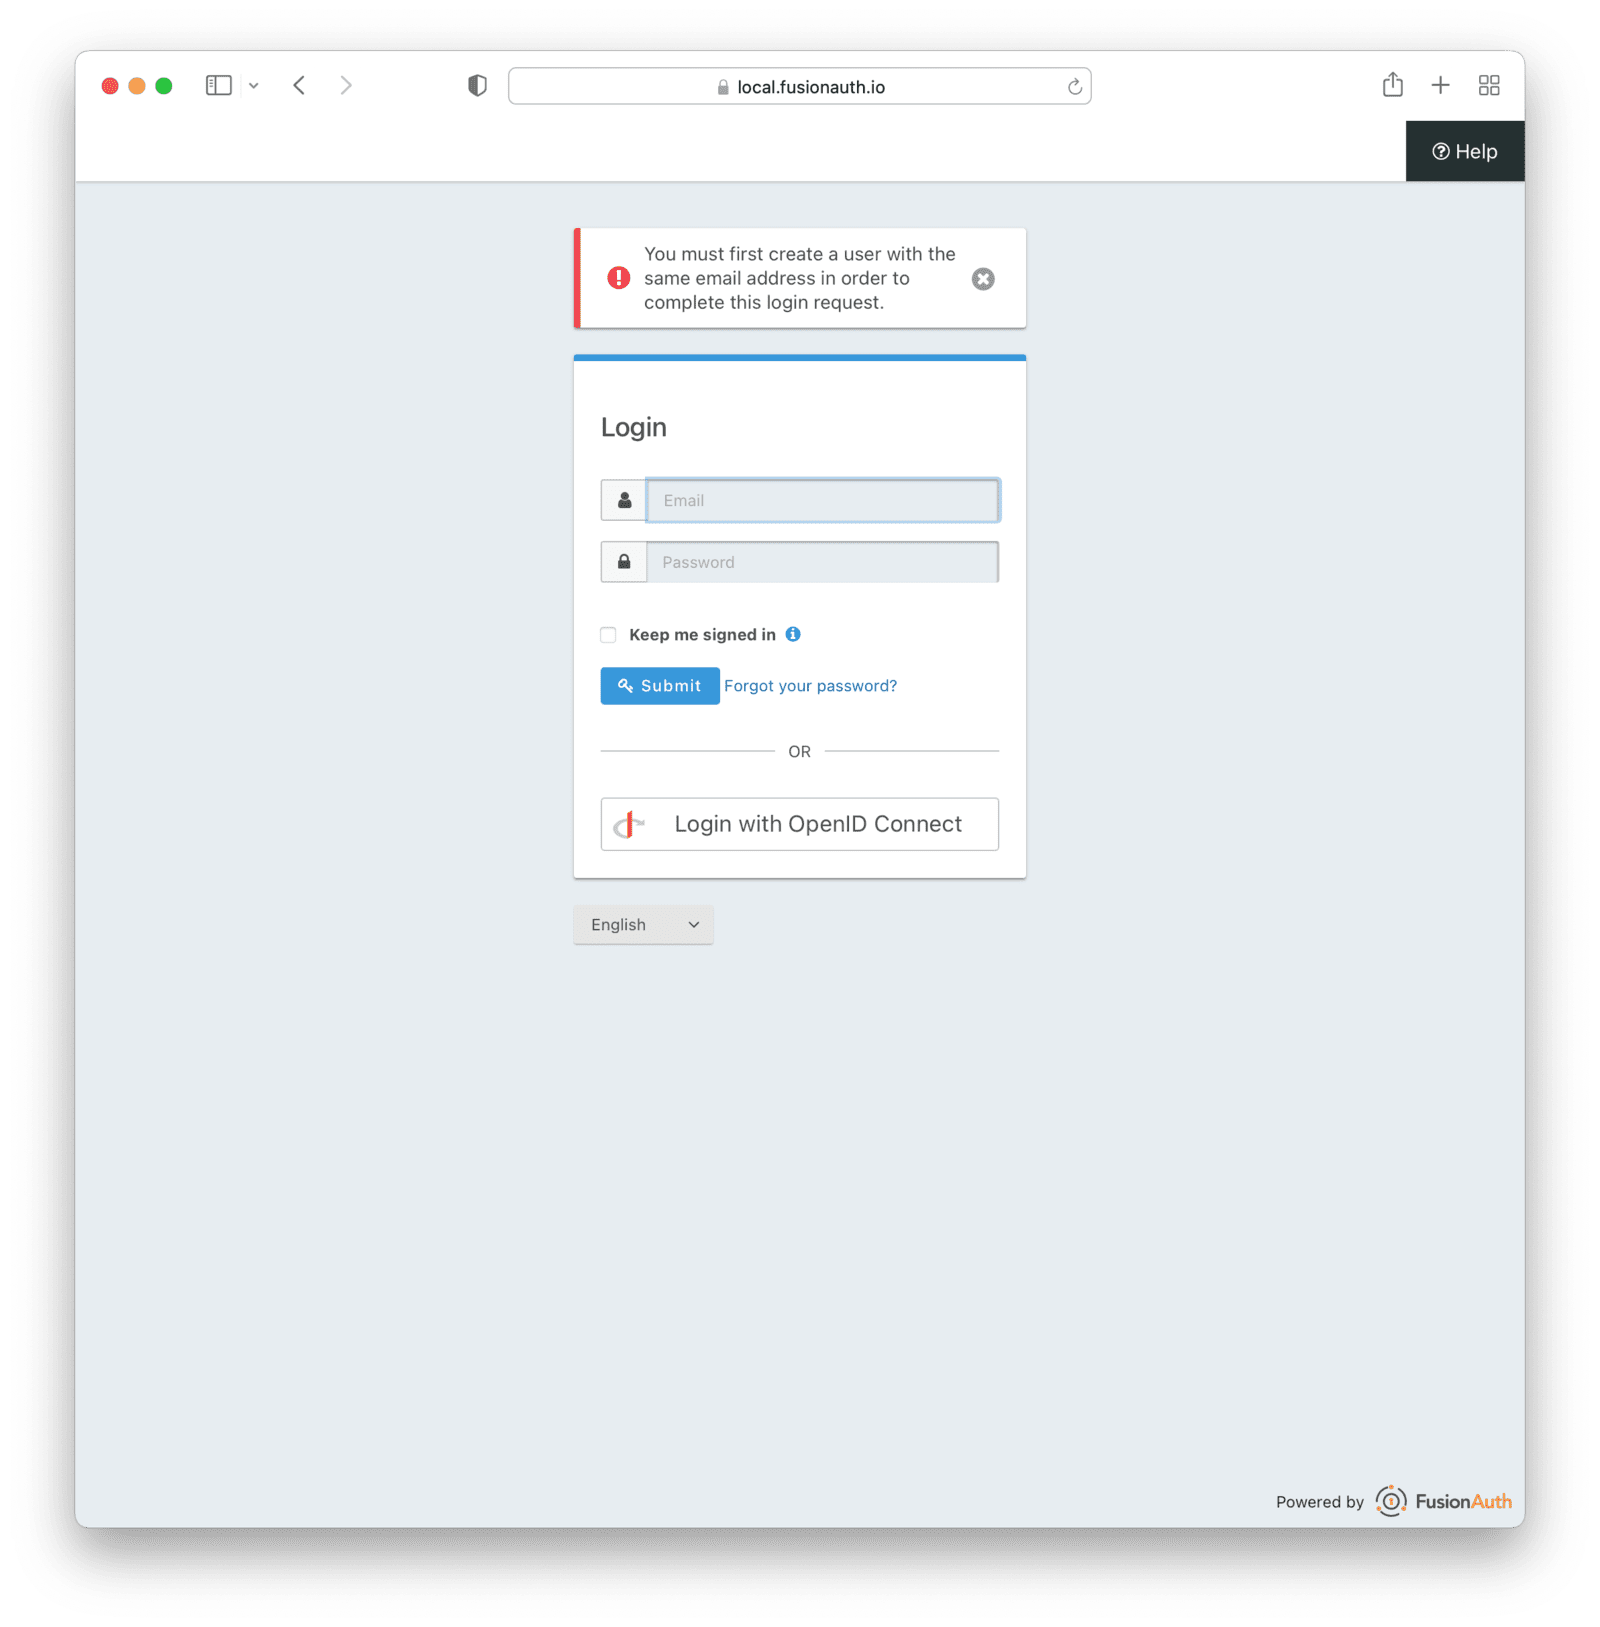 local.fusionauth.io
Help
You must first create a user with the
same email address in order to
complete this login request.
Login
Email
Password
Keep me signed in
Submit Forgot your password?
OR
Login with OpenID Connect
English
Powered by FusionAuth